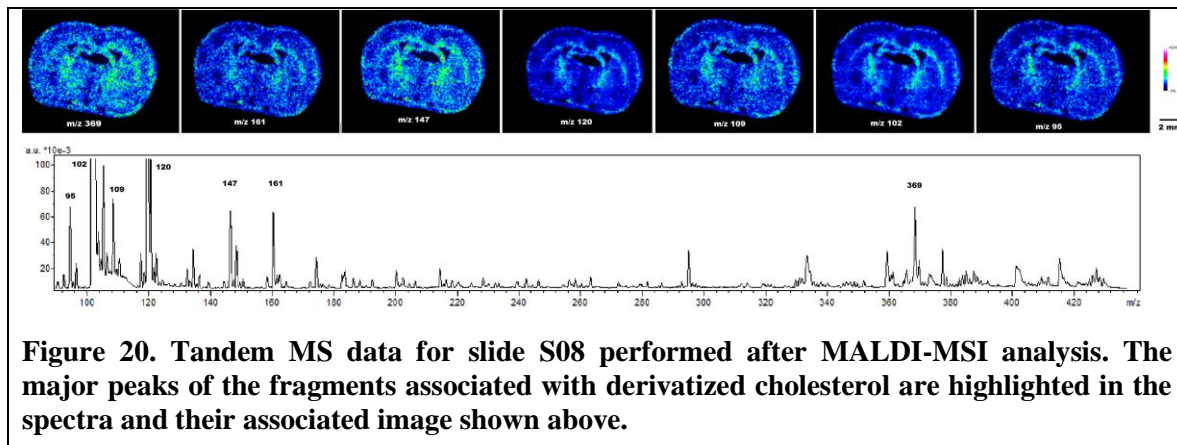 m/z 369 m/z 161 m/z 147 m/z 120 m/z 109 m/z 102 m/z 95 2 mm
a.u. *10e-3
100 102 120
80 95 109 147 161 369
60
40
20
100 120 140 160 180 200 220 240 260 280 300 320 340 360 380 400 420 m/z
Figure 20. Tandem MS data for slide S08 performed after MALDI-MSI analysis. The
major peaks of the fragments associated with derivatized cholesterol are highlighted in the
spectra and their associated image shown above.